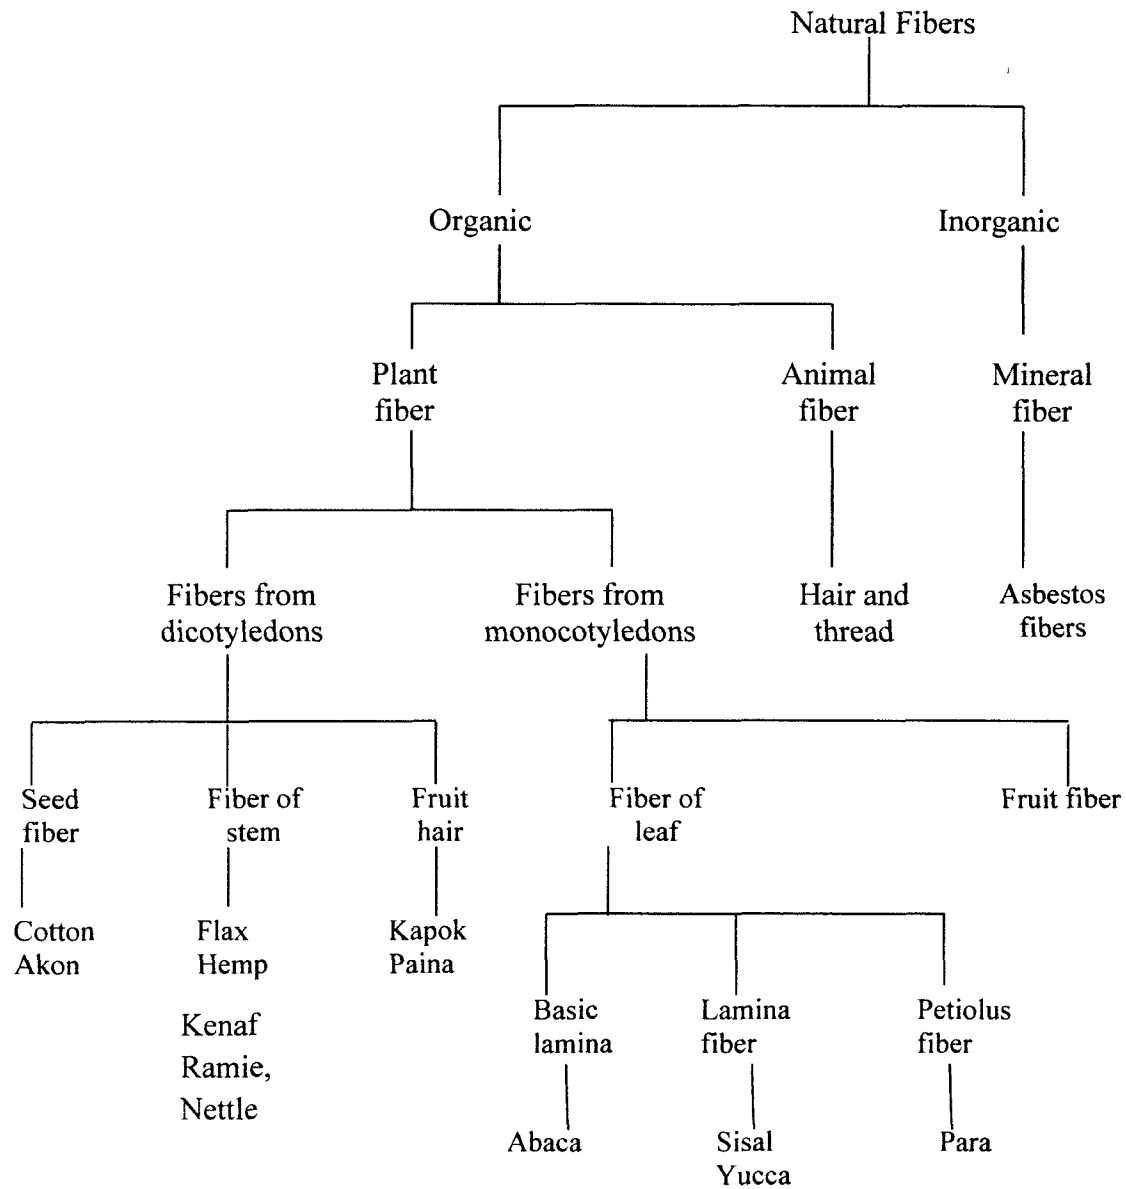 Natural Fibers
Organic
Inorganic
Plant
fiber
Animal
fiber
Mineral
fiber
Fibers from
dicotyledons
Fibers from
monocotyledons
Hair and
thread
Asbestos
fibers
Seed
fiber
Fiber of
stem
Fruit
hair
Fiber of
leaf
Fruit fiber
Cotton
Akon
Flax
Hemp
Kenaf
Ramie,
Nettle
Kapok
Paina
Basic
lamina
Lamina
fiber
Petiolus
fiber
Abaca
Sisal
Yucca
Para